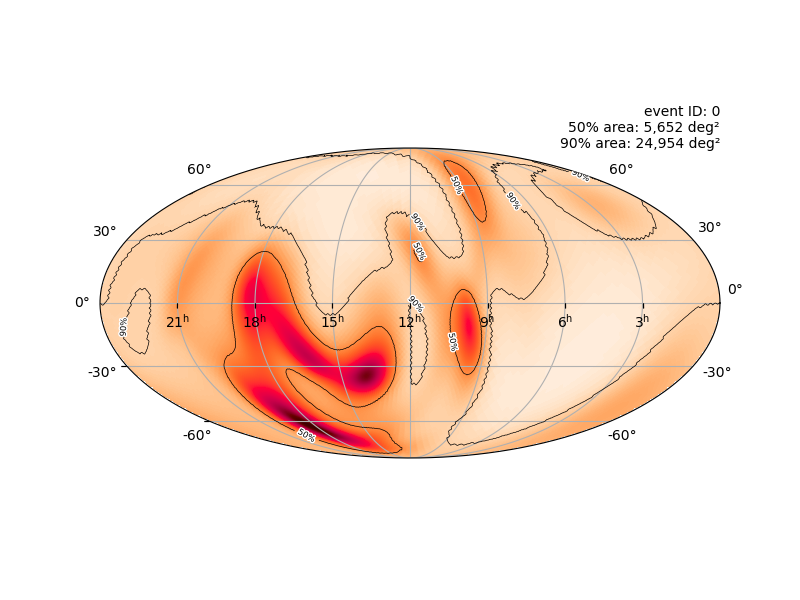 event ID: 0
50% area: 5,652 deg²
90% area: 24,954 deg²
60° 60°
90%
50%
90%
30° 90% 30°
50%
0° 90% 0°
21ʰ 18ʰ 15ʰ 12ʰ 9ʰ 6ʰ 3ʰ
90% 50%
-30° -30°
-60° 50% -60°